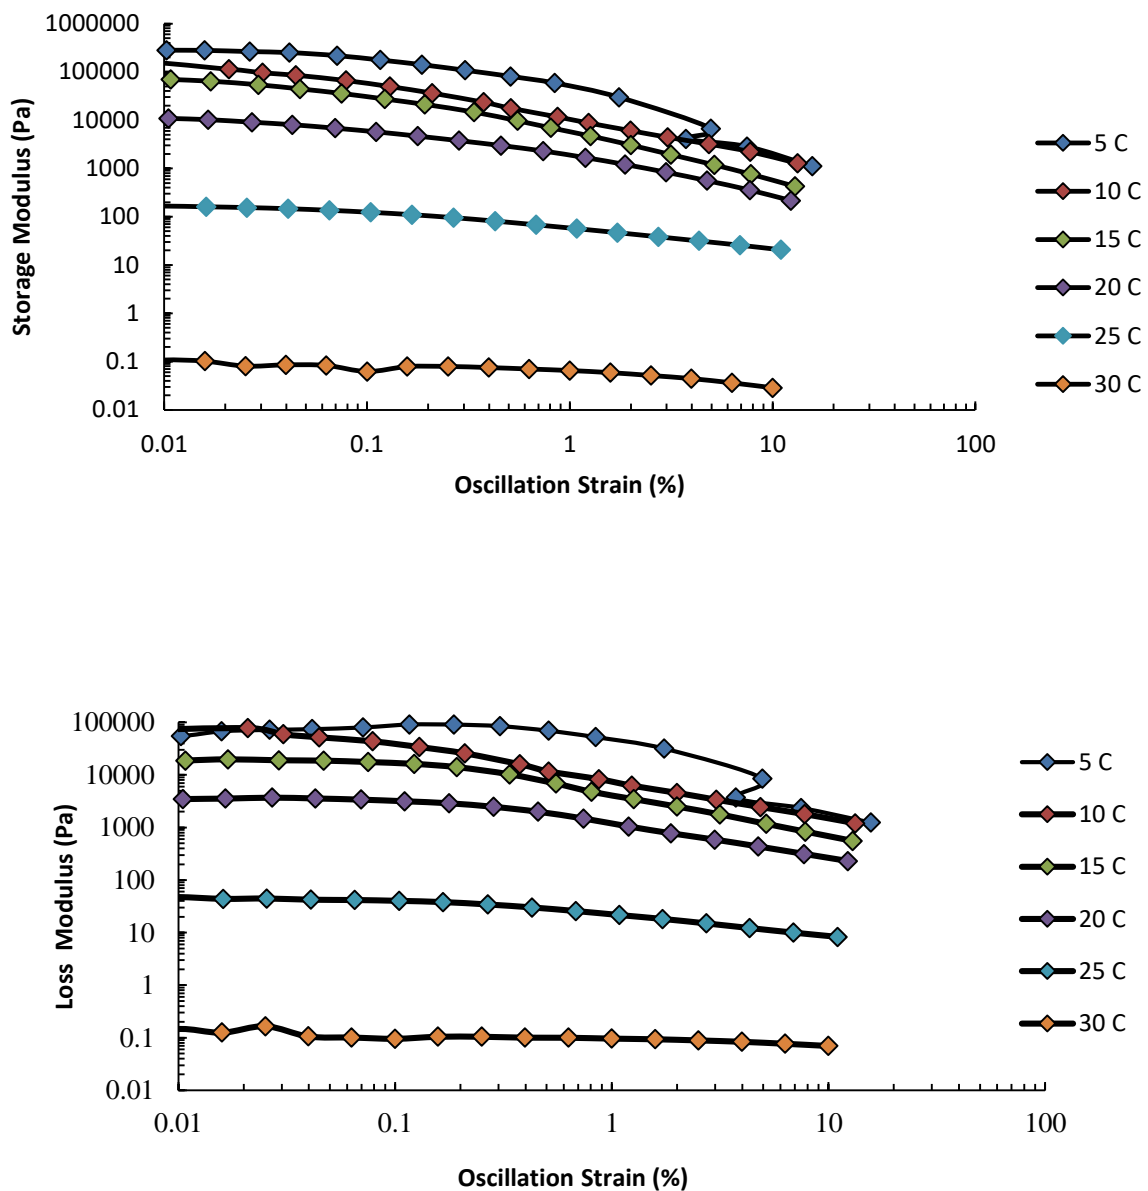 1000000
100000
10000
1000
100
10
1
0.1
0.01
Storage Modulus (Pa)
0.01 0.1 1 10 100
Oscillation Strain (%)
5 C
10 C
15 C
20 C
25 C
30 C
100000
10000
1000
100
10
1
0.1
0.01
Loss Modulus (Pa)
0.01 0.1 1 10 100
Oscillation Strain (%)
5 C
10 C
15 C
20 C
25 C
30 C